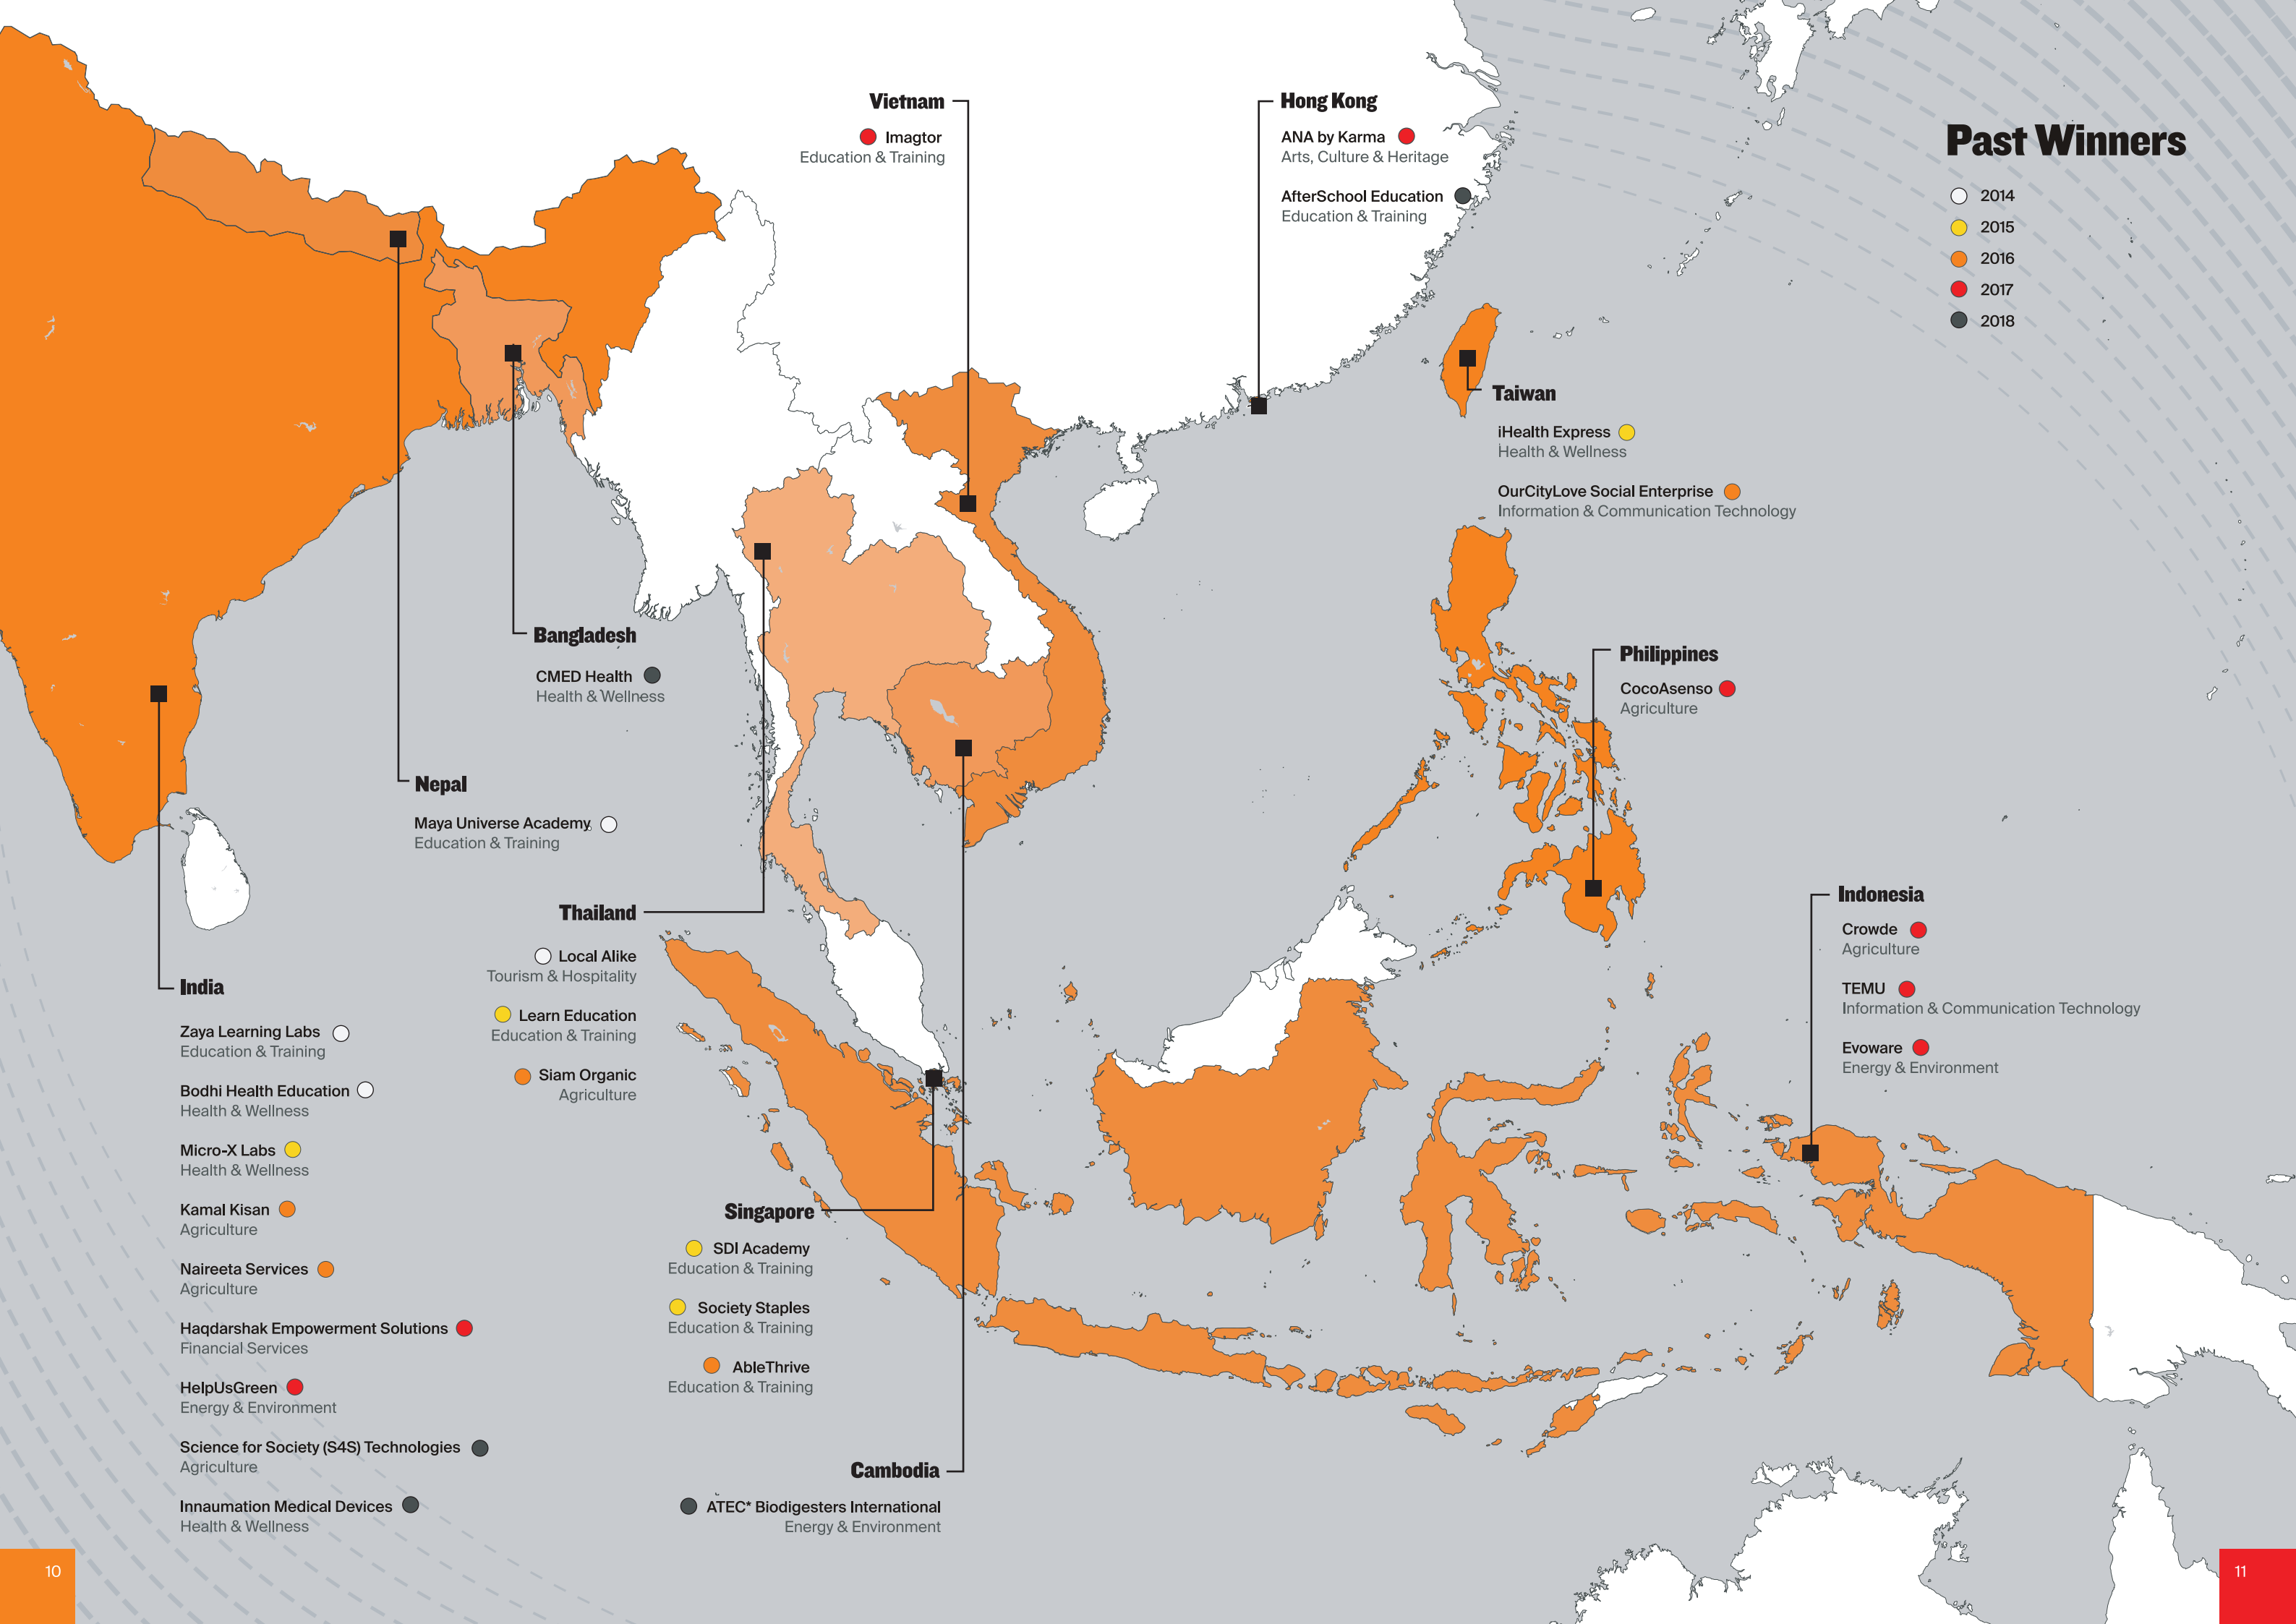 Past Winners
2014
2015
2016
2017
2018
Vietnam
Imagtor
Education & Training
Hong Kong
ANA by Karma
Arts, Culture & Heritage
AfterSchool Education
Education & Training
Taiwan
iHealth Express
Health & Wellness
OurCityLove Social Enterprise
Information & Communication Technology
Bangladesh
CMED Health
Health & Wellness
Philippines
CocoAsenso
Agriculture
Nepal
Maya Universe Academy
Education & Training
Thailand
Local Alike
Tourism & Hospitality
Learn Education
Education & Training
Siam Organic
Agriculture
Indonesia
Crowde
Agriculture
TEMU
Information & Communication Technology
Evoware
Energy & Environment
India
Zaya Learning Labs
Education & Training
Bodhi Health Education
Health & Wellness
Micro-X Labs
Health & Wellness
Kamal Kisan
Agriculture
Naireeta Services
Agriculture
Haqdarshak Empowerment Solutions
Financial Services
HelpUsGreen
Energy & Environment
Science for Society (S4S) Technologies
Agriculture
Innaumation Medical Devices
Health & Wellness
Singapore
SDI Academy
Education & Training
Society Staples
Education & Training
AbleThrive
Education & Training
Cambodia
ATEC* Biodigesters International
Energy & Environment
10
11